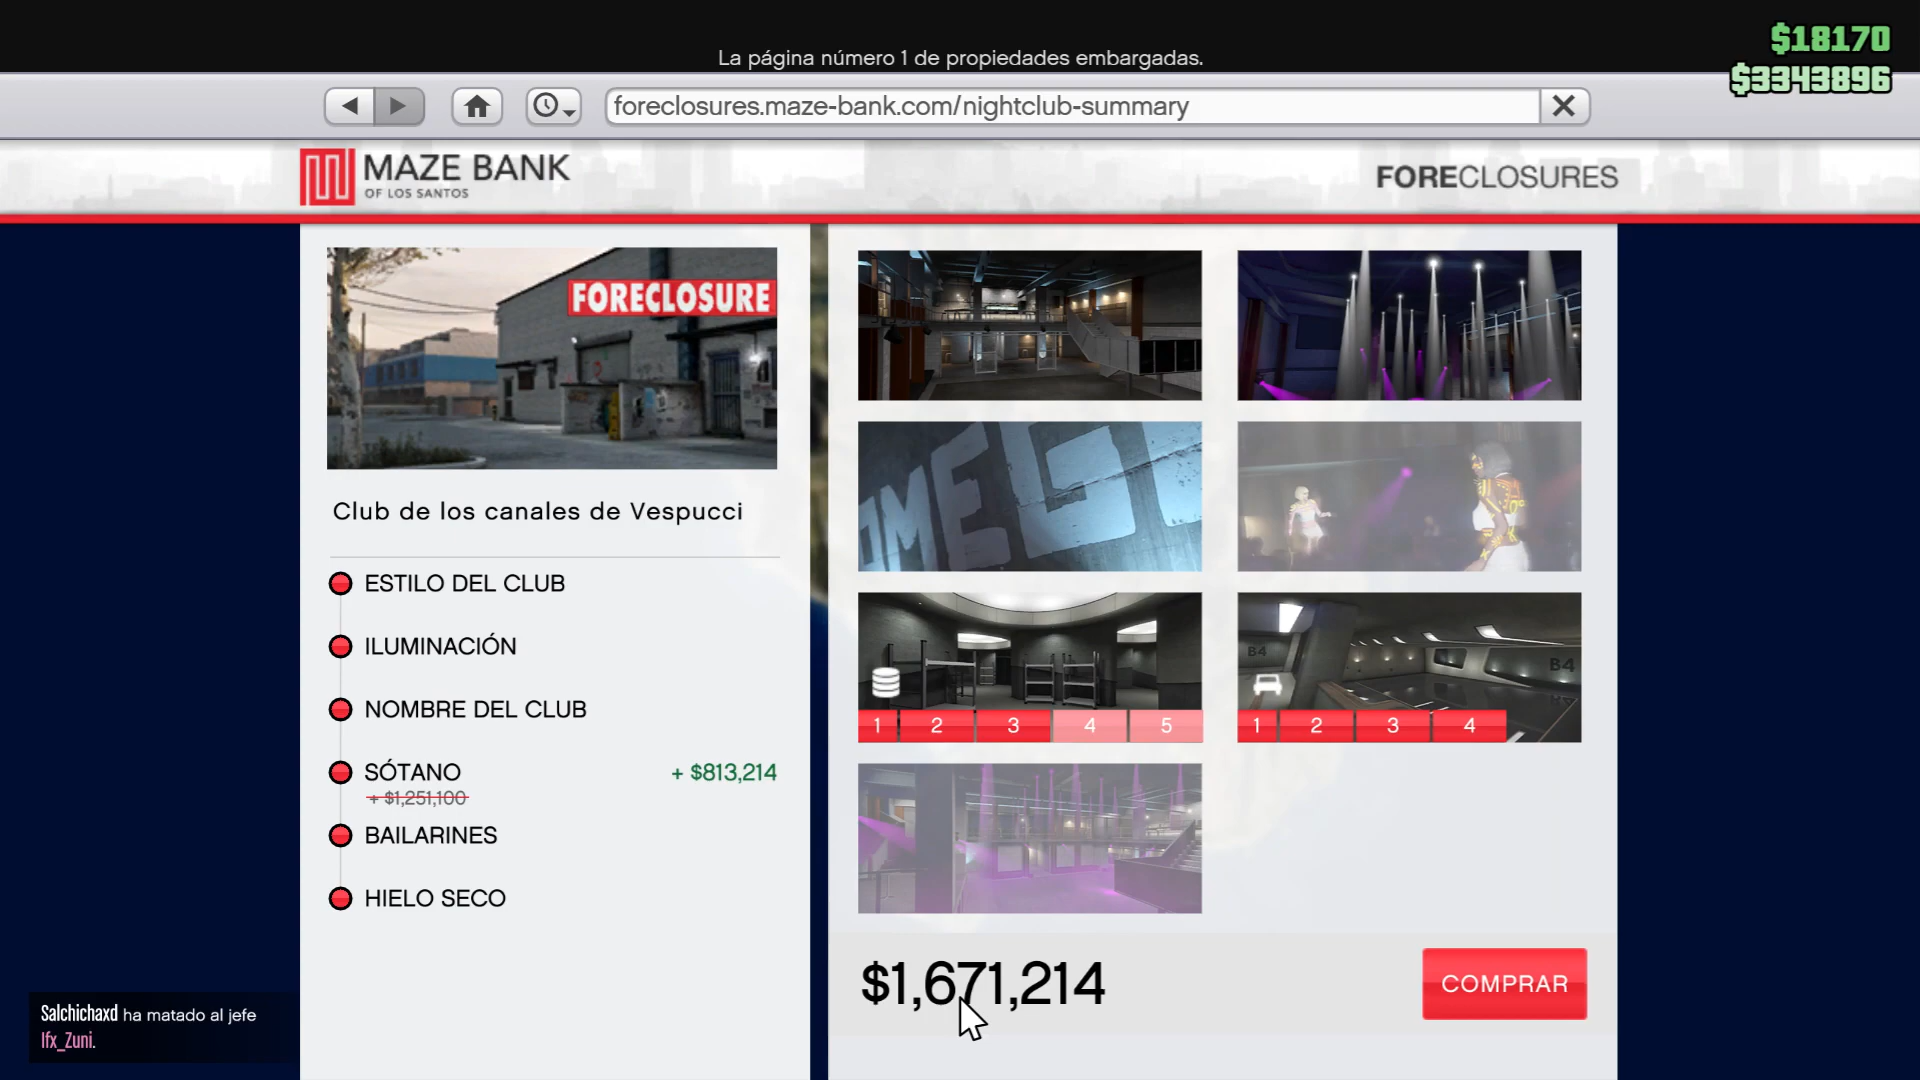 $18170
La página número 1 de propiedades embargadas.
$3343896
foreclosures.maze-bank.com/nightclub-summary
MAZE BANK
OF LOS SANTOS
FORECLOSURES
FORECLOSURE
OMEG
Club de los canales de Vespucci
ESTILO DEL CLUB
ILUMINACIÓN
NOMBRE DEL CLUB
SÓTANO + $813,214
+ $1,251,100
BAILARINES
HIELO SECO
B4
B4
1 2 3 4 5
1 2 3 4
$1,671,214
COMPRAR
Salchichaxd ha matado al jefe
lfx_Zuni.